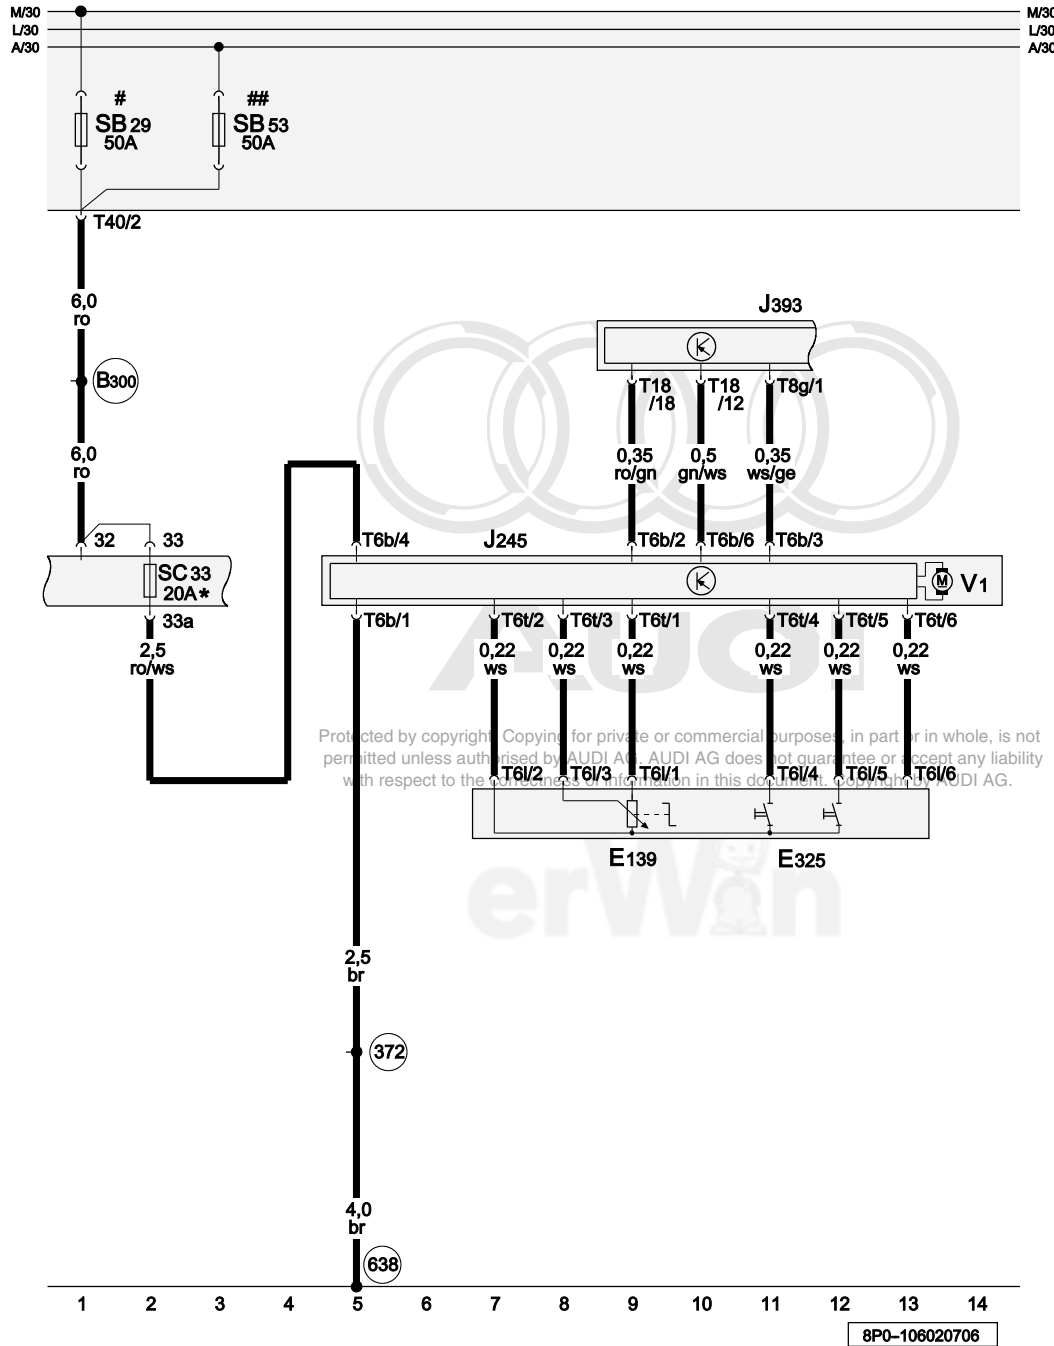 M/30 M/30
L/30 L/30
A/30 A/30
# ##
SB29 SB53
50A 50A
T40/2
6,0
ro
J393
B300
T18
/18
T18
/12
T8g/1
6,0
ro
0,35
ro/gn
0,5
gn/ws
0,35
ws/ge
32 33 T6b/4 J245 T6b/2 T6b/6 T6b/3
SC33
20A*
M V1
33a T6b/1 T6t/2 T6t/3 T6t/1 T6t/4 T6t/5 T6t/6
2,5
ro/ws
0,22 0,22 0,22 0,22 0,22 0,22
ws ws ws ws ws ws
AUDI
Protected by copyright. Copying for private or commercial purposes, in part or in whole, is not
permitted unless authorised by AUDI AG. AUDI AG does not guarantee or accept any liability
with respect to the correctness of information in this document. Copyright by AUDI AG.
T6l/2 T6l/3 T6l/1 T6l/4 T6l/5 T6l/6
E139 E325
erWin
2,5
br
372
4,0
br
638
1 2 3 4 5 6 7 8 9 10 11 12 13 14
8P0-106020706